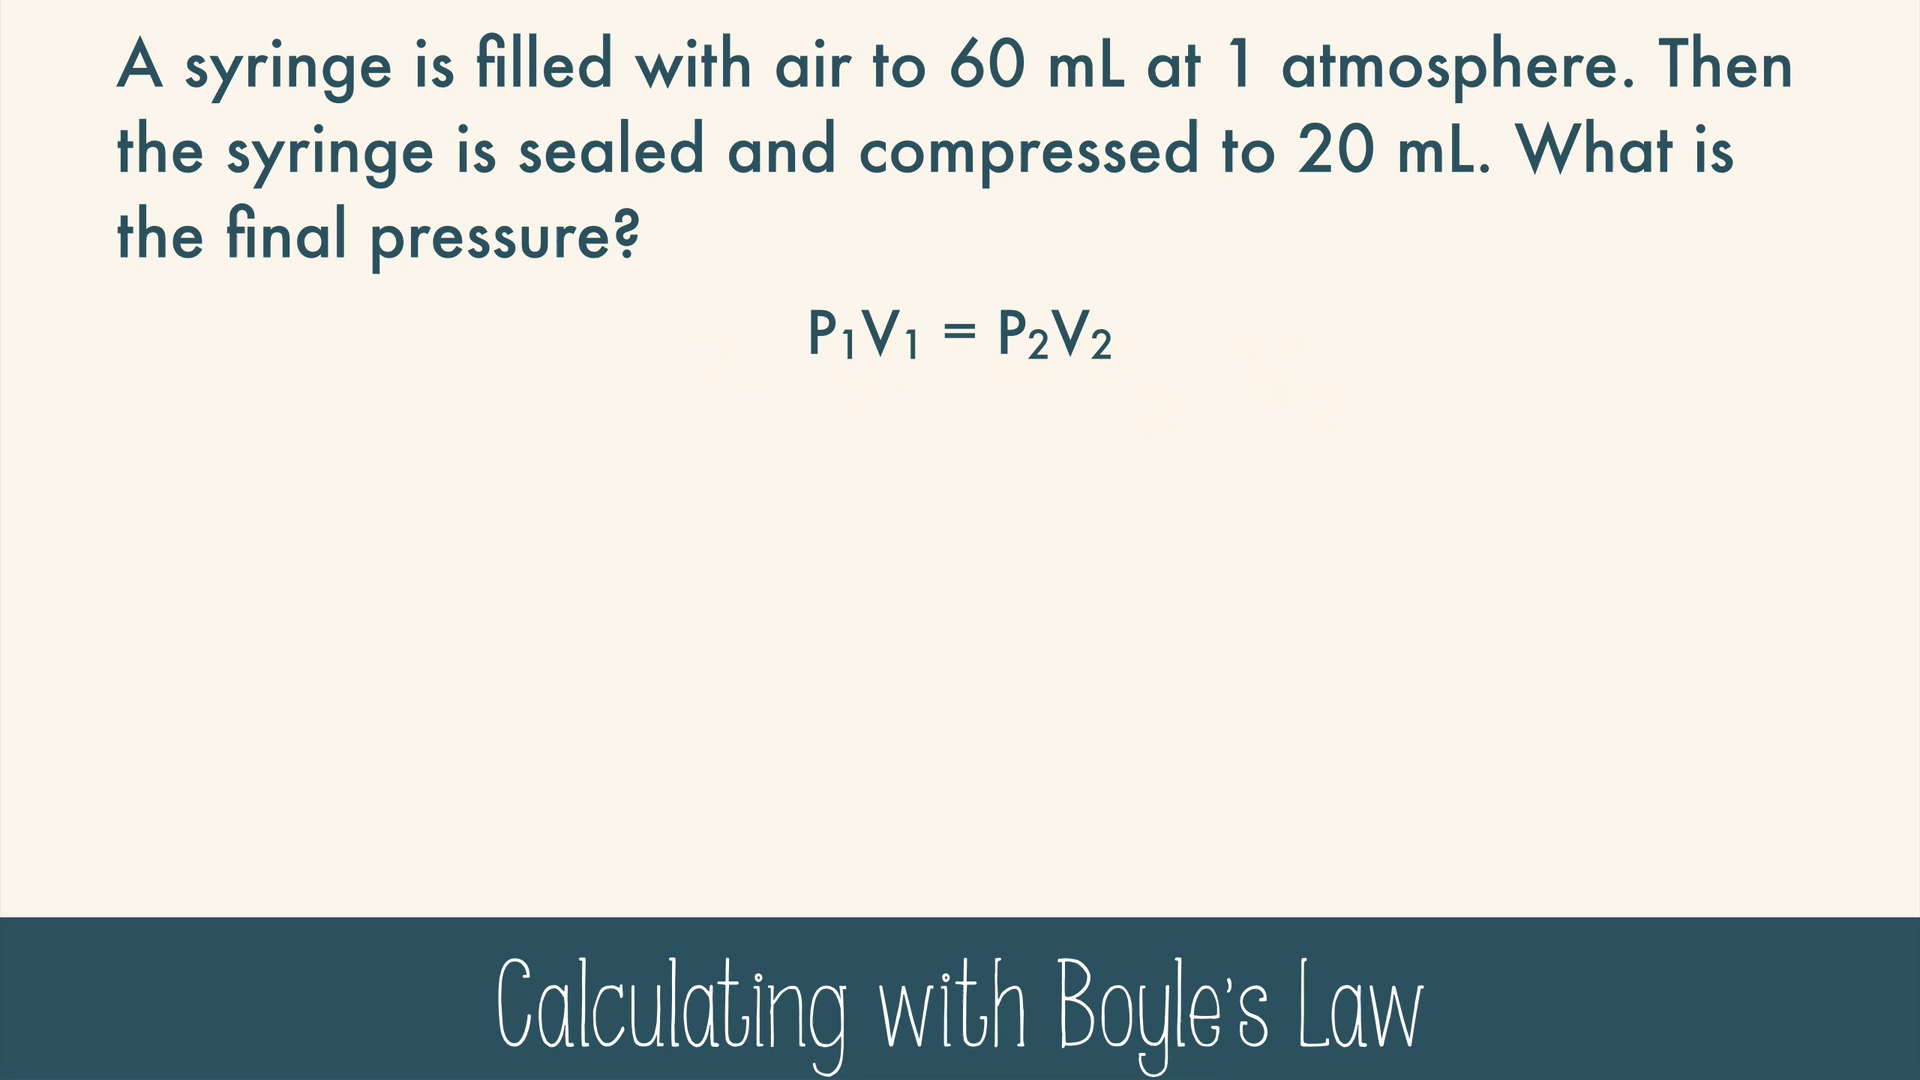 A syringe is filled with air to 60 mL at 1 atmosphere. Then
the syringe is sealed and compressed to 20 mL. What is
the final pressure?
P₁V₁ = P₂V₂
Calculating with Boyle's Law